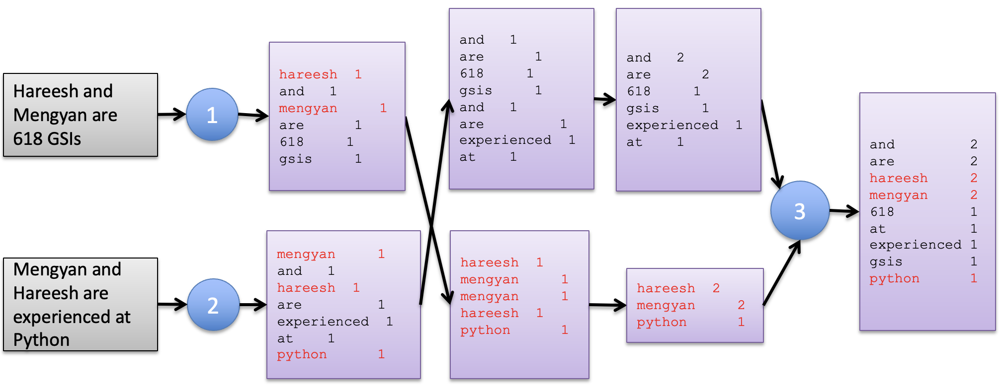 Hareesh and
Mengyan are
618 GSIs
1
hareesh 1
and 1
mengyan 1
are 1
618 1
gsis 1
Mengyan and
Hareesh are
experienced at
Python
2
mengyan 1
and 1
hareesh 1
are 1
experienced 1
at 1
python 1
and 1
are 1
618 1
gsis 1
and 1
are 1
experienced 1
at 1
hareesh 1
mengyan 1
mengyan 1
hareesh 1
python 1
and 2
are 2
618 1
gsis 1
experienced 1
at 1
hareesh 2
mengyan 2
python 1
3
and 2
are 2
hareesh 2
mengyan 2
618 1
at 1
experienced 1
gsis 1
python 1